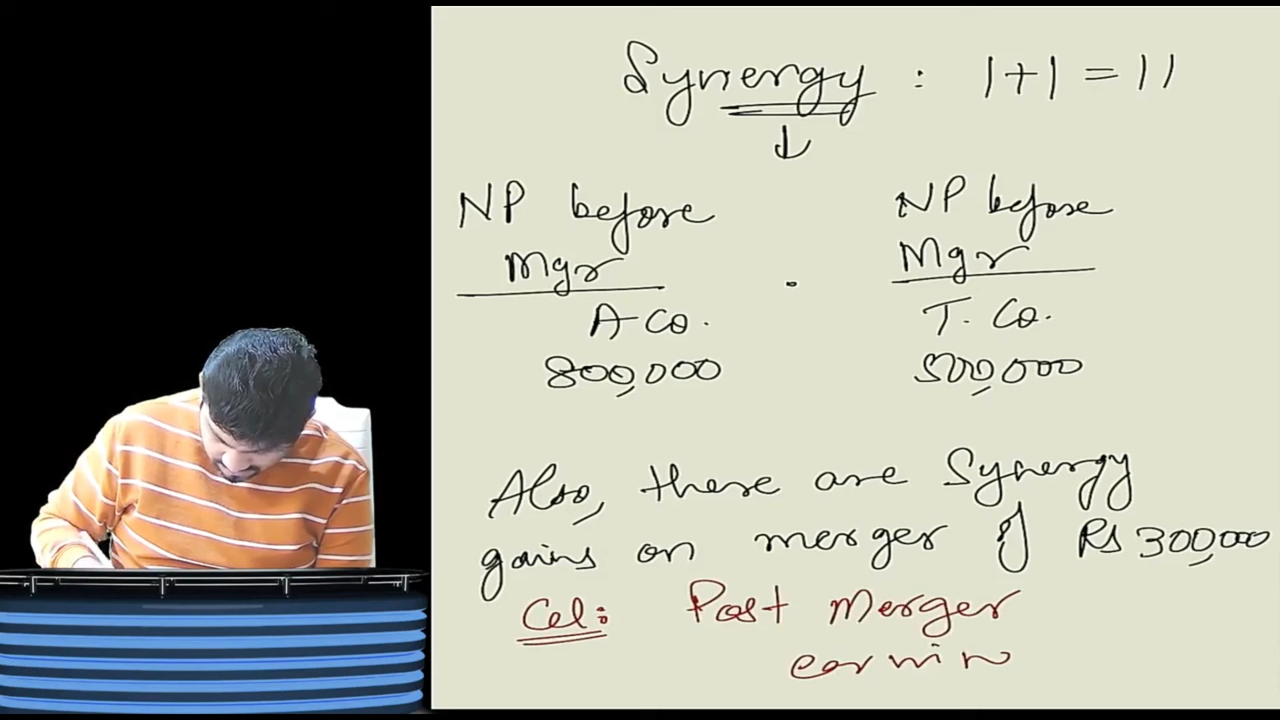 Synergy : 1+1 = 11
NP before
Mgr
A Co.
800,000
NP before
Mgr
T. Co.
500,000
Also, there are Synergy
gains on merger of Rs 300,000
Cal: Post Merger
earnin